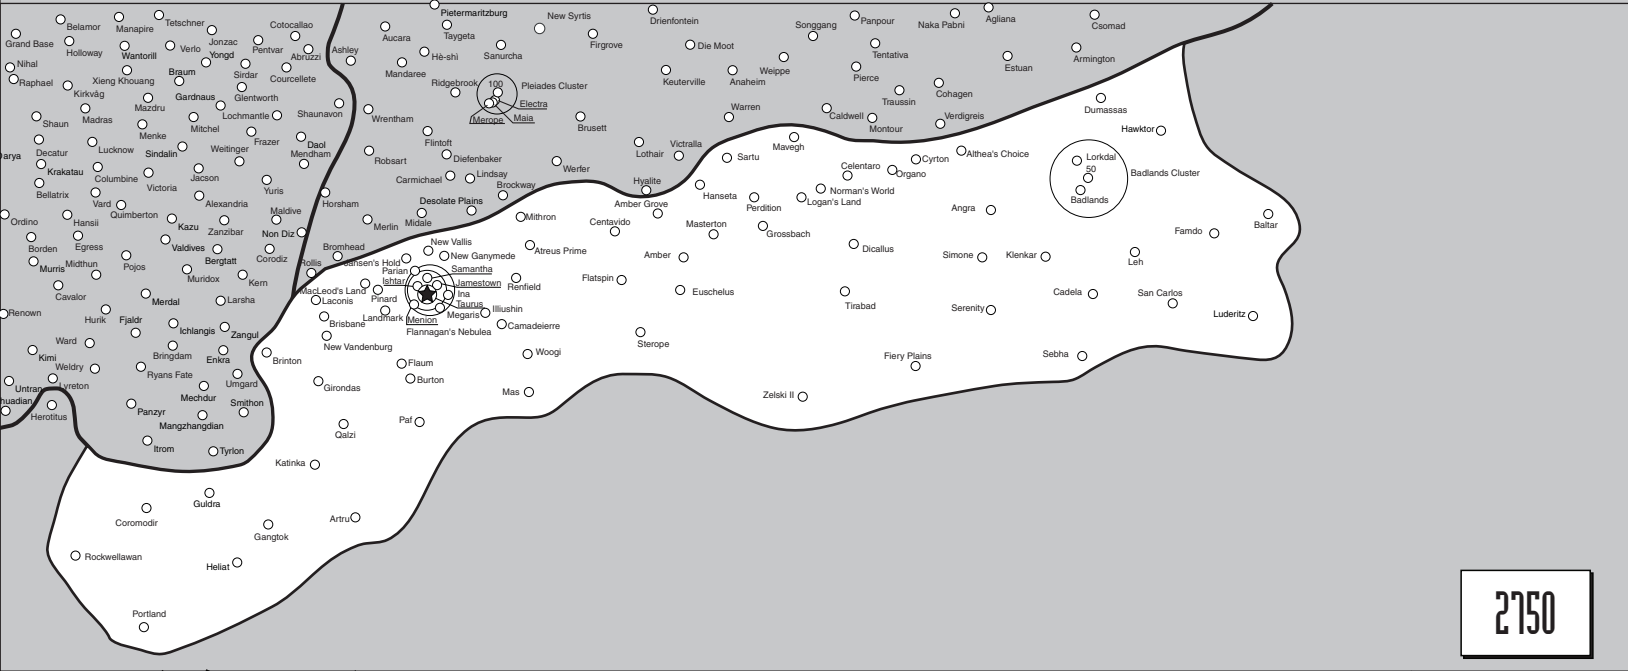 Pietermaritzburg
Belamor
Manapire
Tetschner
Cotocallao
Taygeta
New Syrtis
Drienfontein
Songgang
Panpour
Naka Pabni
Agliana
Csomad
Grand Base
Holloway
Wantorill
Verlo
Jonzac
Yongd
Pentvar
Abruzzi
Ashley
Aucara
Hè-shì
Sanurcha
Firgrove
Die Moot
Weippe
Tentativa
Estuan
Armington
Nihal
Raphael
Kirkvåg
Xieng Khouang
Braum
Sirdar
Courcellete
Mandaree
Ridgebrook
100
Pleiades Cluster
Keuterville
Anaheim
Pierce
Traussin
Cohagen
Mazdru
Gardnaus
Glentworth
Electra
Merope
Maia
Madras
Shaun
Menke
Mitchel
Lochmantle
Shaunavon
Wrentham
Brusett
Warren
Caldwell
Montour
Verdigreis
Dumassas
Hawktor
Darya
Decatur
Lucknow
Sindalin
Weitinger
Frazer
Daol
Mendham
Robsart
Flintoft
Diefenbaker
Werfer
Lothair
Victralla
Sartu
Mavegh
Celentaro
Cyrton
Organo
Althea's Choice
Lorkdal
50
Badlands
Badlands Cluster
Krakatau
Columbine
Victoria
Jacson
Yuris
Carmichael
Lindsay
Brockway
Hyalite
Hanseta
Perdition
Norman's World
Logan's Land
Bellatrix
Vard
Quimberton
Alexandria
Maldive
Horsham
Desolate Plains
Amber Grove
Angra
Baltar
Ordino
Hansii
Kazu
Zanzibar
Non Diz
Merlin
Midale
Mithron
Centavido
Masterton
Grossbach
Famdo
Borden
Egress
Valdives
Bergtatt
Corodiz
Bromhead
New Vallis
Atreus Prime
Amber
Dicallus
Simone
Klenkar
Leh
Murris
Midthun
Pojos
Muridox
Kern
Rollis
Jansen's Hold
New Ganymede
Parian
Samantha
Ishtar
Jamestown
Renfield
Flatspin
Euschelus
Tirabad
Cadela
San Carlos
Cavalor
Merdal
Larsha
MacLeod's Land
Laconis
Pinard
Ina
Taurus
Illiushin
Serenity
Luderitz
Renown
Hurik
Fjaldr
Ichlangis
Zangul
Brisbane
Landmark
Menion
Megaris
Flannagan's Nebulea
Camadeierre
Ward
Bringdam
Enkra
New Vandenburg
Sterope
Kimi
Weldry
Brinton
Flaum
Woogi
Fiery Plains
Sebha
Untran
Lyreton
Ryans Fate
Umgard
Girondas
Burton
Mas
Zelski II
huadian
Herotitus
Panzyr
Mechdur
Smithon
Mangzhangdian
Paf
Qalzi
Itrom
Tyrlon
Katinka
Guldra
Coromodir
Gangtok
Artru
Rockwellawan
Heliat
Portland
2750